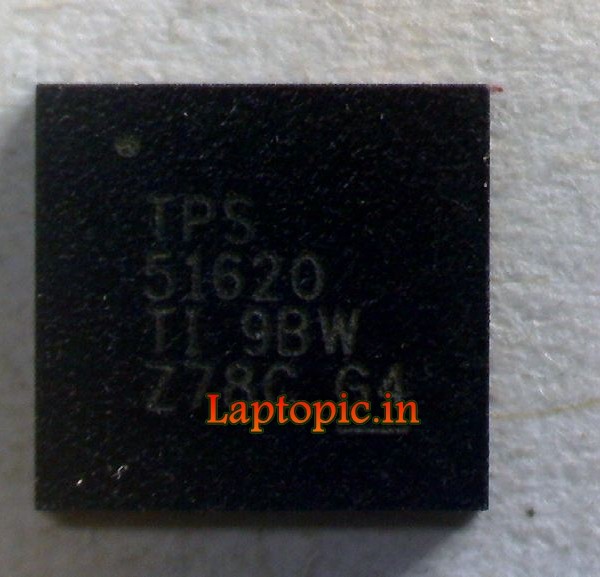 TPS
51620
TI 9BW
Z78C G4
Laptopic.in